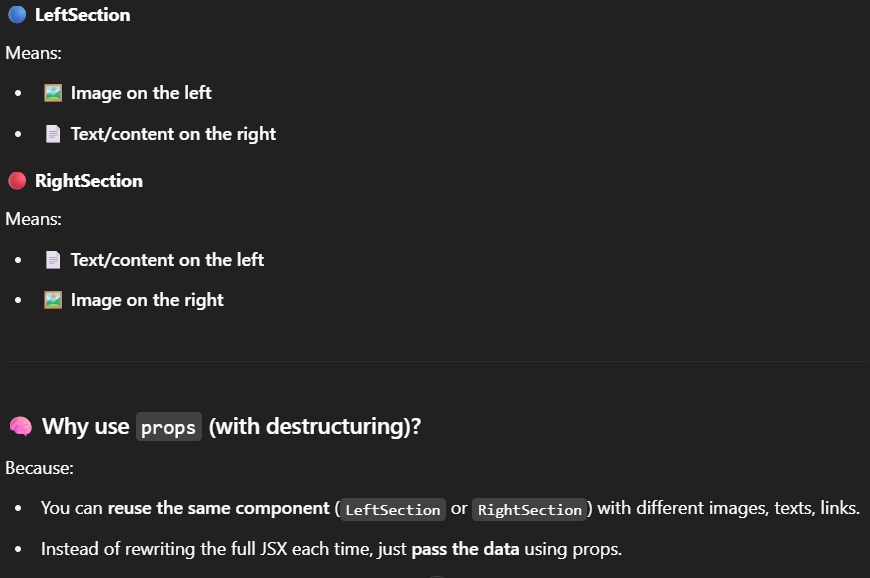 🔵 LeftSection
Means:
• 🖼️ Image on the left
• 📄 Text/content on the right
🔴 RightSection
Means:
• 📄 Text/content on the left
• 🖼️ Image on the right
🧠 Why use props (with destructuring)?
Because:
• You can reuse the same component (LeftSection or RightSection) with different images, texts, links.
• Instead of rewriting the full JSX each time, just pass the data using props.